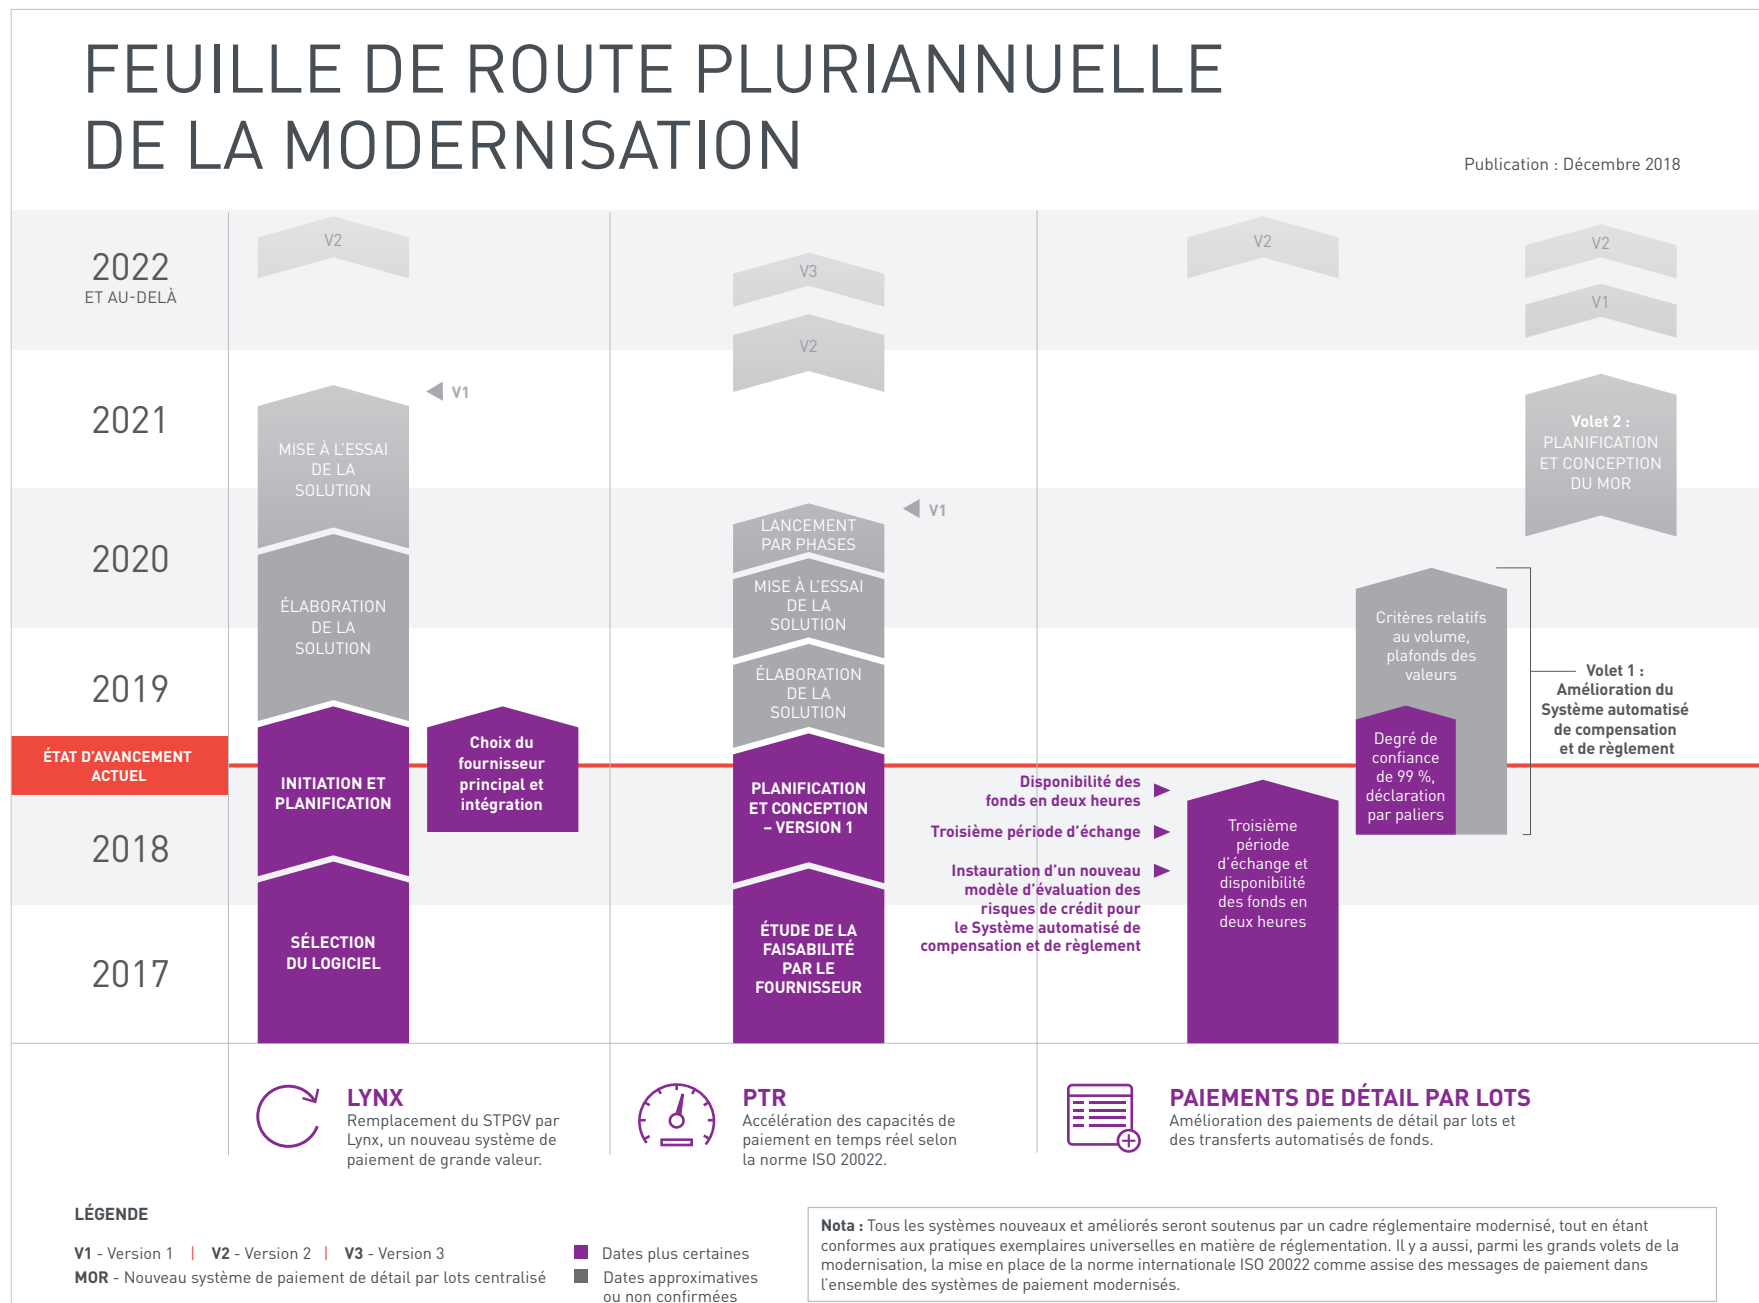 FEUILLE DE ROUTE PLURIANNUELLE
DE LA MODERNISATION
Publication : Décembre 2018
2022
ET AU-DELÀ
2021
2020
2019
ÉTAT D'AVANCEMENT
ACTUEL
2018
2017
V2
V1
MISE À L'ESSAI
DE LA
SOLUTION
ÉLABORATION
DE LA
SOLUTION
INITIATION ET
PLANIFICATION
SÉLECTION
DU LOGICIEL
Choix du
fournisseur
principal et
intégration
V3
V2
V1
LANCEMENT
PAR PHASES
MISE À L'ESSAI
DE LA
SOLUTION
ÉLABORATION
DE LA
SOLUTION
PLANIFICATION
ET CONCEPTION
– VERSION 1
ÉTUDE DE LA
FAISABILITÉ
PAR LE
FOURNISSEUR
Disponibilité des
fonds en deux heures
Troisième période d'échange
Instauration d'un nouveau
modèle d'évaluation des
risques de crédit pour
le Système automatisé de
compensation et de règlement
V2
Troisième
période
d'échange et
disponibilité
des fonds en
deux heures
Critères relatifs
au volume,
plafonds des
valeurs
Degré de
confiance
de 99 %,
déclaration
par paliers
V2
V1
Volet 2 :
PLANIFICATION
ET CONCEPTION
DU MOR
Volet 1 :
Amélioration du
Système automatisé
de compensation
et de règlement
LYNX
Remplacement du STPGV par
Lynx, un nouveau système de
paiement de grande valeur.
PTR
Accélération des capacités de
paiement en temps réel selon
la norme ISO 20022.
PAIEMENTS DE DÉTAIL PAR LOTS
Amélioration des paiements de détail par lots et
des transferts automatisés de fonds.
LÉGENDE
V1 - Version 1 | V2 - Version 2 | V3 - Version 3
MOR - Nouveau système de paiement de détail par lots centralisé
Dates plus certaines
Dates approximatives
ou non confirmées
Nota : Tous les systèmes nouveaux et améliorés seront soutenus par un cadre réglementaire modernisé, tout en étant
conformes aux pratiques exemplaires universelles en matière de réglementation. Il y a aussi, parmi les grands volets de la
modernisation, la mise en place de la norme internationale ISO 20022 comme assise des messages de paiement dans
l'ensemble des systèmes de paiement modernisés.